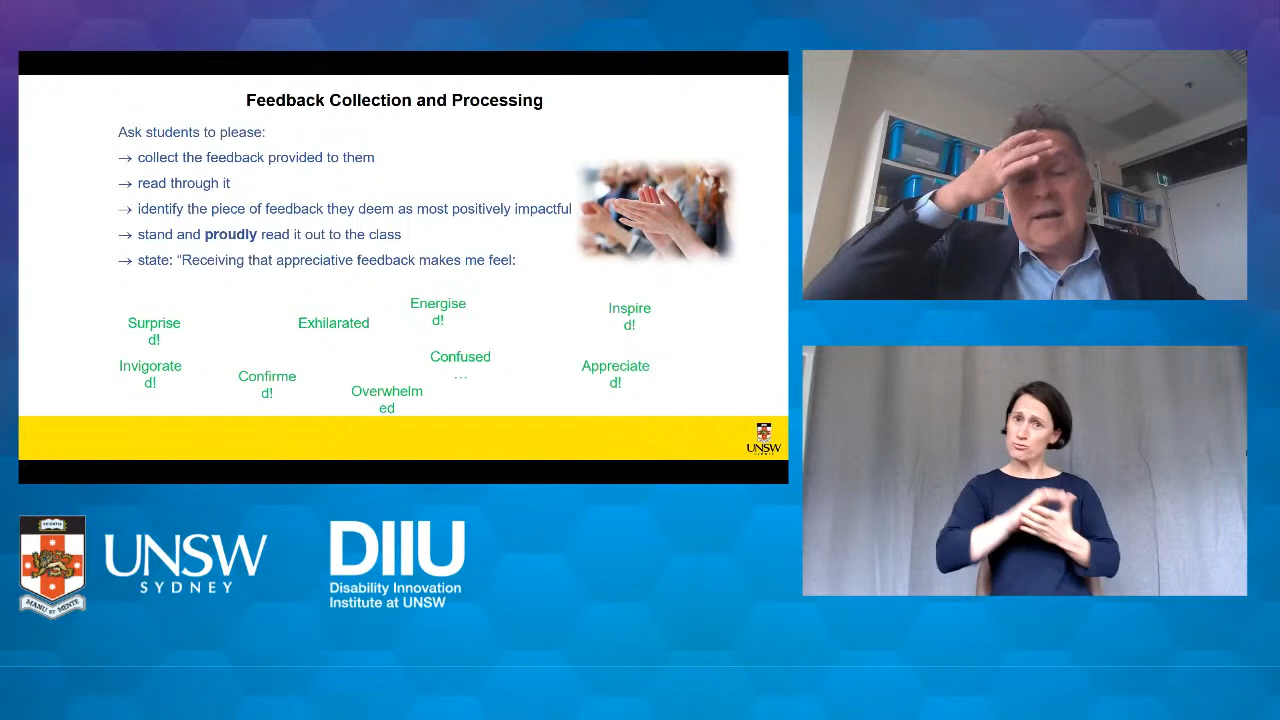 Feedback Collection and Processing
Ask students to please:
→ collect the feedback provided to them
→ read through it
→ identify the piece of feedback they deem as most positively impactful
→ stand and proudly read it out to the class
→ state: “Receiving that appreciative feedback makes me feel:
Energise
d!
Inspire
d!
Surprise
d!
Exhilarated
Confused
…
Invigorate
d!
Appreciate
d!
Confirme
d!
Overwhelm
ed
UNSW
SYDNEY
SCIENTIA
MANU ET MENTE
UNSW
SYDNEY
DIIU
Disability Innovation
Institute at UNSW